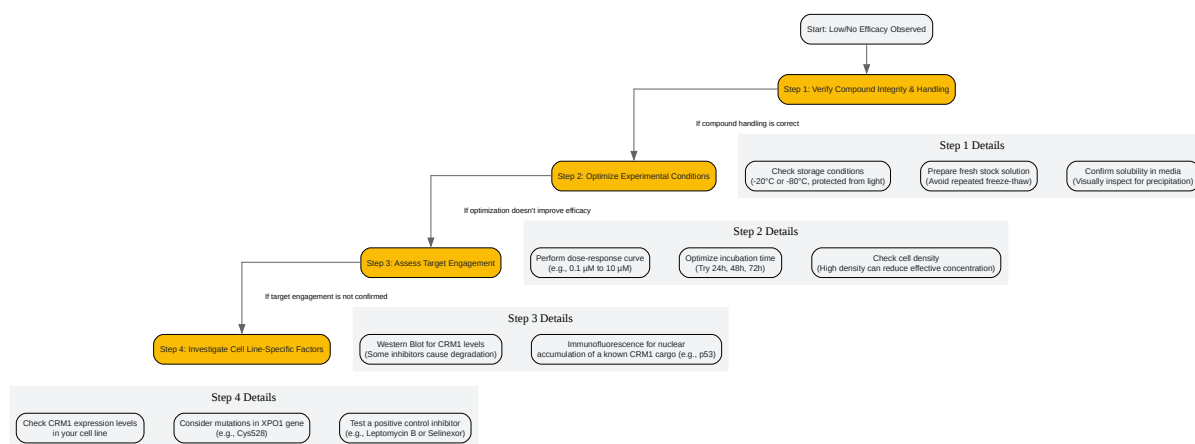 Start: Low/No Efficacy Observed
Step 1: Verify Compound Integrity & Handling
If compound handling is correct
Step 1 Details
Check storage conditions
(-20°C or -80°C, protected from light)
Prepare fresh stock solution
(Avoid repeated freeze-thaw)
Confirm solubility in media
(Visually inspect for precipitation)
Step 2: Optimize Experimental Conditions
If optimization doesn't improve efficacy
Step 2 Details
Perform dose-response curve
(e.g., 0.1 µM to 10 µM)
Optimize incubation time
(Try 24h, 48h, 72h)
Check cell density
(High density can reduce effective concentration)
Step 3: Assess Target Engagement
If target engagement is not confirmed
Step 3 Details
Western Blot for CRM1 levels
(Some inhibitors cause degradation)
Immunofluorescence for nuclear
accumulation of a known CRM1 cargo (e.g., p53)
Step 4: Investigate Cell Line-Specific Factors
Step 4 Details
Check CRM1 expression levels
in your cell line
Consider mutations in XPO1 gene
(e.g., Cys528)
Test a positive control inhibitor
(e.g., Leptomycin B or Selinexor)